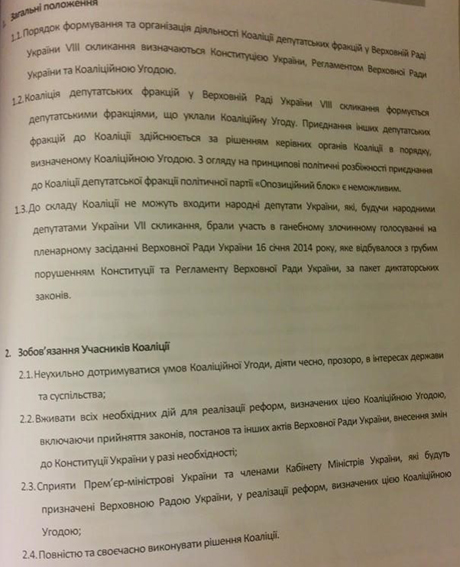 1. Загальні положення
1.1. Порядок формування та організація діяльності Коаліції депутатських фракцій у Верховній Раді
України VIII скликання визначаються Конституцією України, Регламентом Верховної Ради
України та Коаліційною Угодою.
1.2. Коаліція депутатських фракцій у Верховній Раді України VIII скликання формується
депутатськими фракціями, що уклали Коаліційну Угоду. Приєднання інших депутатських
фракцій до Коаліції здійснюється за рішенням керівних органів Коаліції в порядку,
визначеному Коаліційною Угодою. З огляду на принципові політичні розбіжності приєднання
до Коаліції депутатської фракції політичної партії «Опозиційний блок» є неможливим.
1.3. До складу Коаліції не можуть входити народні депутати України, які, будучи народними
депутатами України VII скликання, брали участь в ганебному злочинному голосуванні на
пленарному засіданні Верховної Ради України 16 січня 2014 року, яке відбувалося з грубим
порушенням Конституції та Регламенту Верховної Ради України, за пакет диктаторських
законів.
2. Зобов'язання Учасників Коаліції
2.1. Неухильно дотримуватися умов Коаліційної Угоди, діяти чесно, прозоро, в інтересах держави
та суспільства;
2.2. Вживати всіх необхідних дій для реалізації реформ, визначених цією Коаліційною Угодою,
включаючи прийняття законів, постанов та інших актів Верховної Ради України, внесення змін
до Конституції України у разі необхідності;
2.3. Сприяти Прем'єр-міністрові України та членами Кабінету Міністрів України, які будуть
призначені Верховною Радою України, у реалізації реформ, визначених цією Коаліційною
Угодою;
2.4. Повністю та своєчасно виконувати рішення Коаліції.